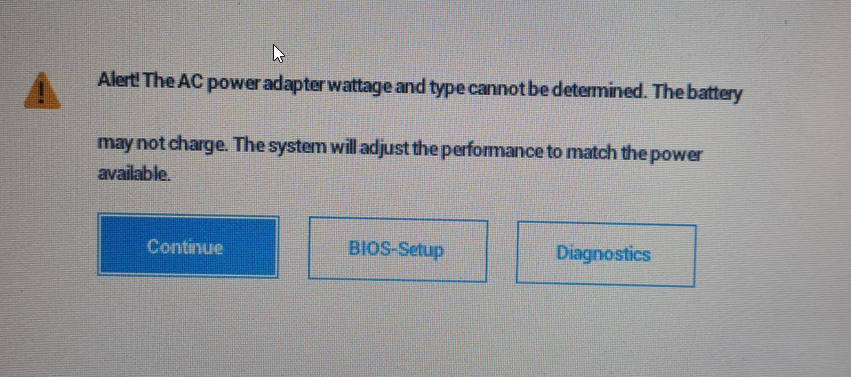 Alert! The AC power adapter wattage and type cannot be determined. The battery
may not charge. The system will adjust the performance to match the power
available.
Continue
BIOS-Setup
Diagnostics